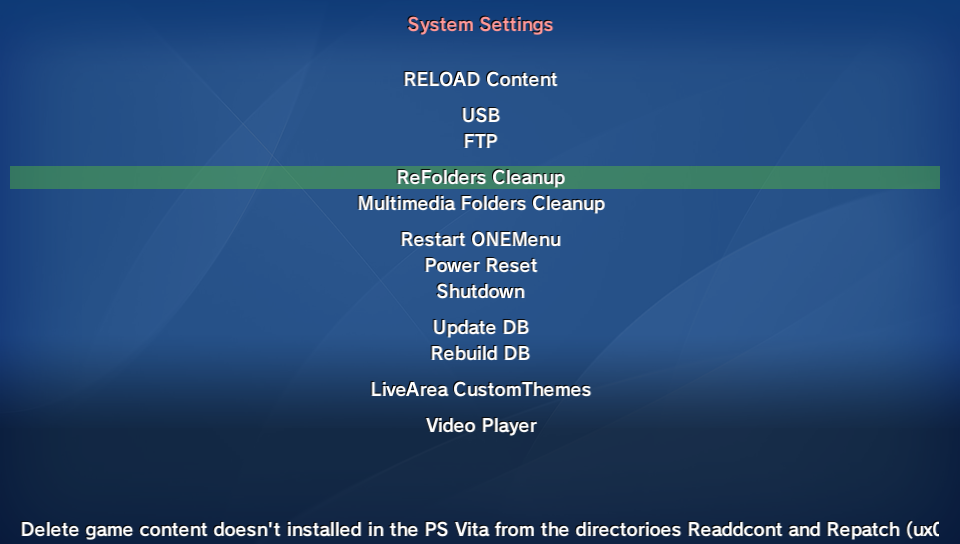 System Settings
RELOAD Content
USB
FTP
ReFolders Cleanup
Multimedia Folders Cleanup
Restart ONEMenu
Power Reset
Shutdown
Update DB
Rebuild DB
LiveArea CustomThemes
Video Player
Delete game content doesn't installed in the PS Vita from the directorioes Readdcont and Repatch (ux0